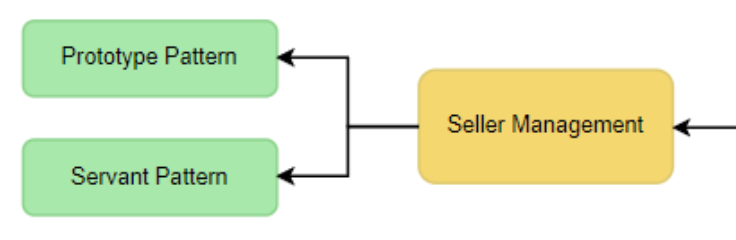 Prototype Pattern
Seller Management
Servant Pattern